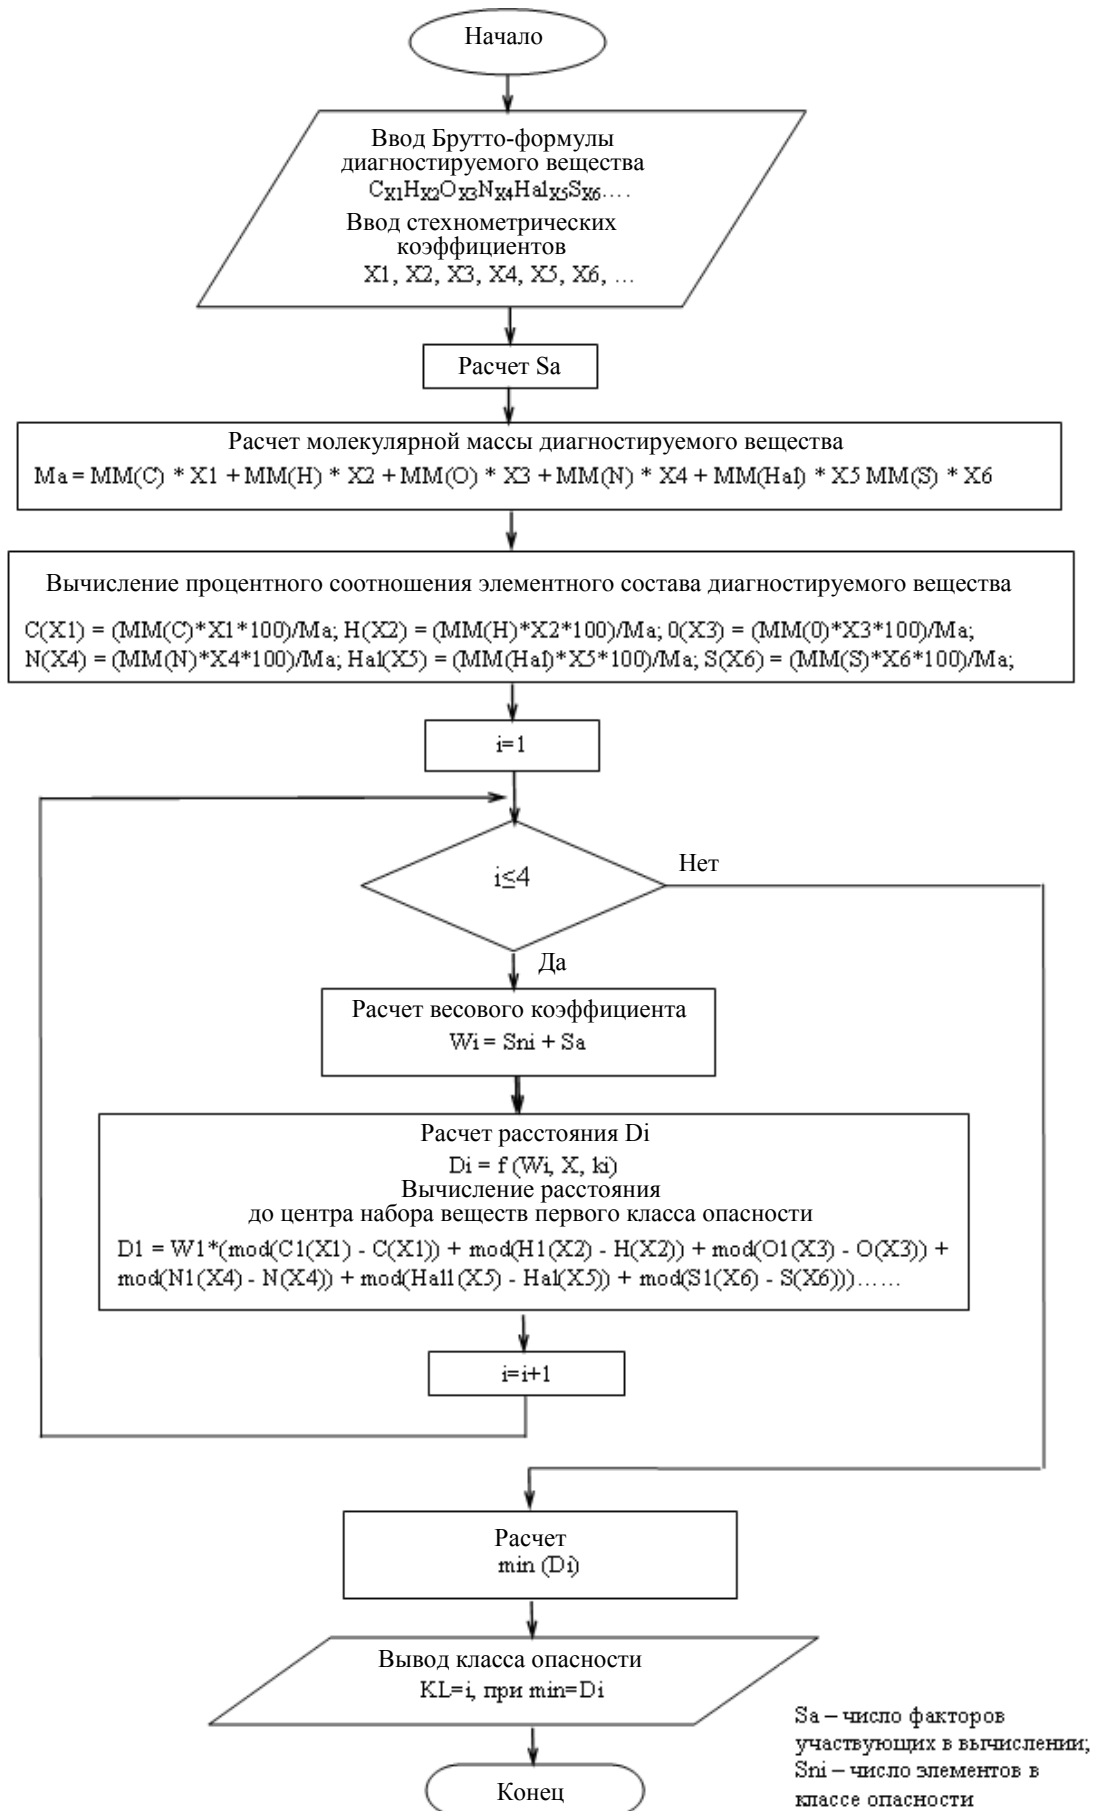 Начало
Ввод Брутто-формулы
диагностируемого вещества
CX1HX2OX3NX4HalX5SX6....
Ввод стехнометрических
коэффициентов
X1, X2, X3, X4, X5, X6, ...
Расчет Sa
Расчет молекулярной массы диагностируемого вещества
Ma = MM(C) * X1 + MM(H) * X2 + MM(O) * X3 + MM(N) * X4 + MM(Hal) * X5 MM(S) * X6
Вычисление процентного соотношения элементного состава диагностируемого вещества
C(X1) = (MM(C)*X1*100)/Ma; H(X2) = (MM(H)*X2*100)/Ma; 0(X3) = (MM(0)*X3*100)/Ma;
N(X4) = (MM(N)*X4*100)/Ma; Hal(X5) = (MM(Hal)*X5*100)/Ma; S(X6) = (MM(S)*X6*100)/Ma;
i=1
i≤4
Нет
Да
Расчет весового коэффициента
Wi = Sni + Sa
Расчет расстояния Di
Di = f (Wi, X, ki)
Вычисление расстояния
до центра набора веществ первого класса опасности
D1 = W1*(mod(C1(X1) - C(X1)) + mod(H1(X2) - H(X2)) + mod(O1(X3) - O(X3)) +
mod(N1(X4) - N(X4)) + mod(Hal1(X5) - Hal(X5)) + mod(S1(X6) - S(X6)))......
i=i+1
Расчет
min (Di)
Вывод класса опасности
KL=i, при min=Di
Конец
Sa – число факторов
участвующих в вычислении;
Sni – число элементов в
классе опасности